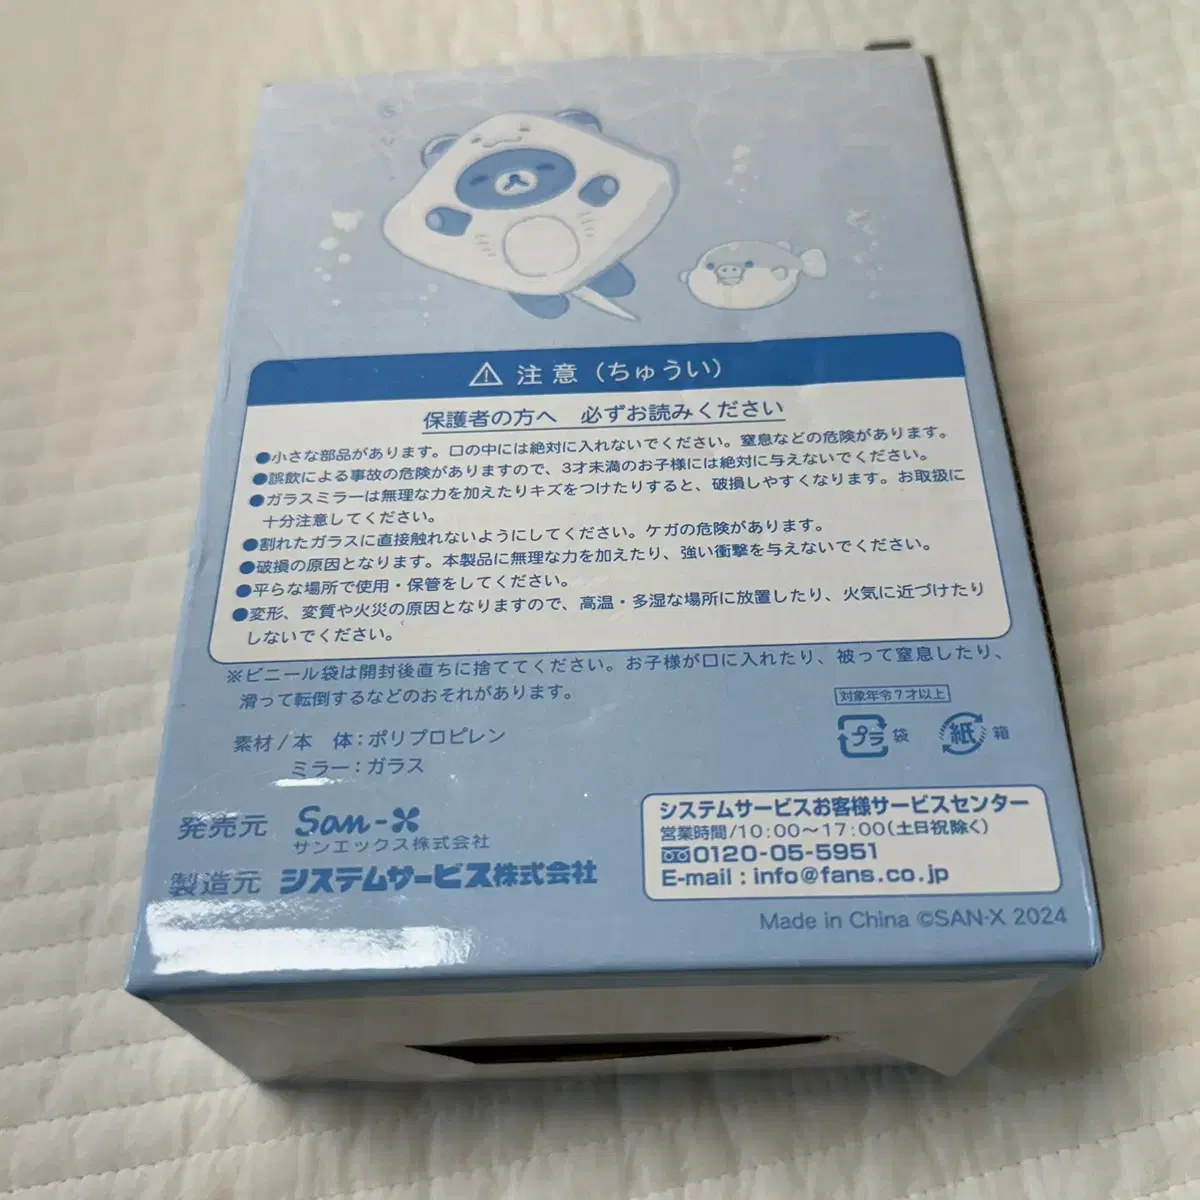 注意(ちゅうい)
保護者の方へ 必ずお読みください
●小さな部品があります。口の中には絶対に入れないでください。窒息などの危険があります。
●誤飲による事故の危険がありますので、3才未満のお子様には絶対に与えないでください。
●ガラスミラーは無理な力を加えたりキズをつけたりすると、破損しやすくなります。お取扱に
十分注意してください。
●割れたガラスに直接触れないようにしてください。ケガの危険があります。
●破損の原因となります。本製品に無理な力を加えたり、強い衝撃を与えないでください。
●平らな場所で使用・保管をしてください。
●変形、変質や火災の原因となりますので、高温・多湿な場所に放置したり、火気に近づけたり
しないでください。
※ビニール袋は開封後直ちに捨ててください。お子様が口に入れたり、被って窒息したり、
滑って転倒するなどのおそれがあります。
対象年令7才以上
プラ 袋 紙 箱
素材/本 体:ポリプロピレン
ミラー:ガラス
発売元 San-X
サンエックス株式会社
製造元 システムサービス株式会社
システムサービスお客様サービスセンター
営業時間/10:00〜17:00(土日祝除く)
0120-05-5951
E-mail : info@fans.co.jp
Made in China ©SAN-X 2024